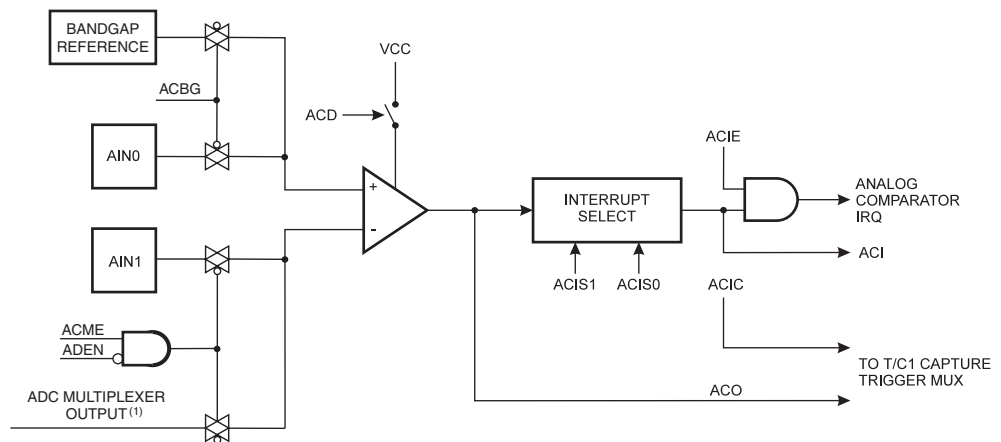 BANDGAP
REFERENCE
ACBG
AIN0
VCC
ACD
+
-
AIN1
ACME
ADEN
ADC MULTIPLEXER
OUTPUT(1)
INTERRUPT
SELECT
ACIS1 ACIS0
ACIE
ANALOG
COMPARATOR
IRQ
ACI
ACIC
TO T/C1 CAPTURE
TRIGGER MUX
ACO